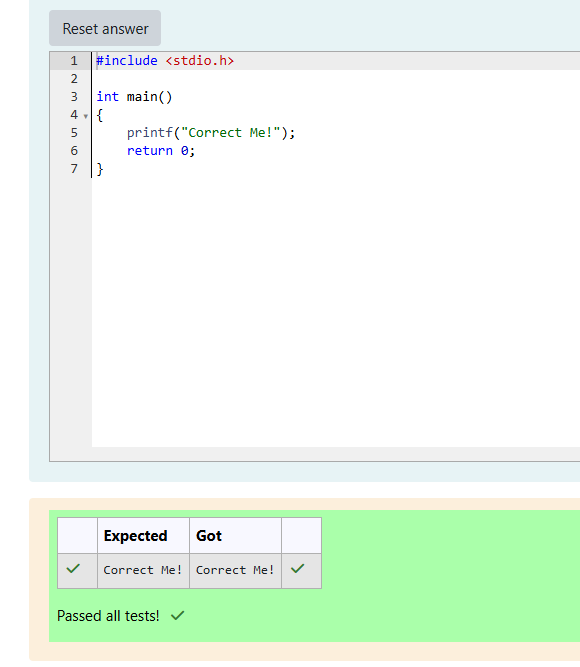 Reset answer
1 #include <stdio.h>
2
3 int main()
4 {
5     printf("Correct Me!");
6     return 0;
7 }
Expected Got
Correct Me! Correct Me!
Passed all tests!